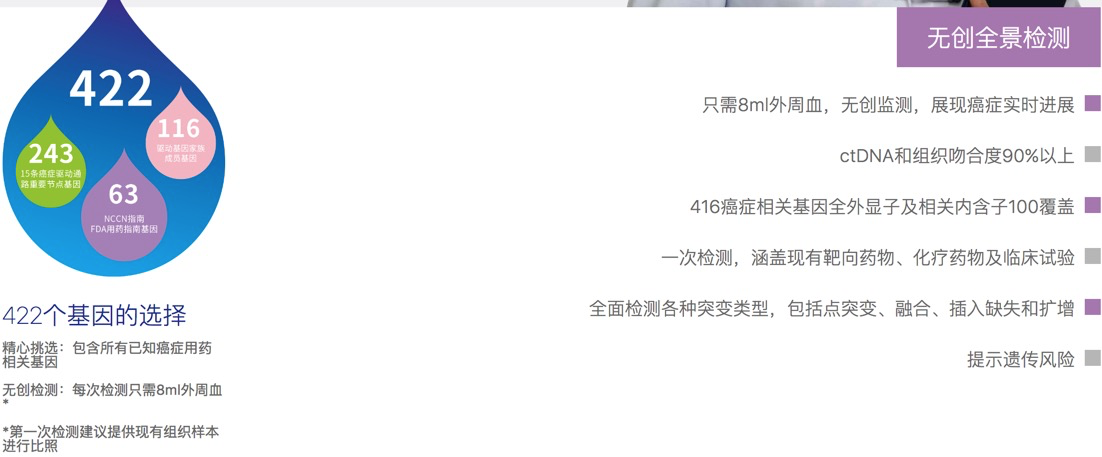 422
116
驱动基因家族
成员基因
243
15条癌症驱动通
路重要节点基因
63
NCCN指南
FDA用药指南基因
422个基因的选择
精心挑选：包含所有已知癌症用药
相关基因
无创检测：每次检测只需8ml外周血
*
*第一次检测建议提供现有组织样本
进行比照
无创全景检测
只需8ml外周血，无创监测，展现癌症实时进展
ctDNA和组织吻合度90%以上
416癌症相关基因全外显子及相关内含子100覆盖
一次检测，涵盖现有靶向药物、化疗药物及临床试验
全面检测各种突变类型，包括点突变、融合、插入缺失和扩增
提示遗传风险